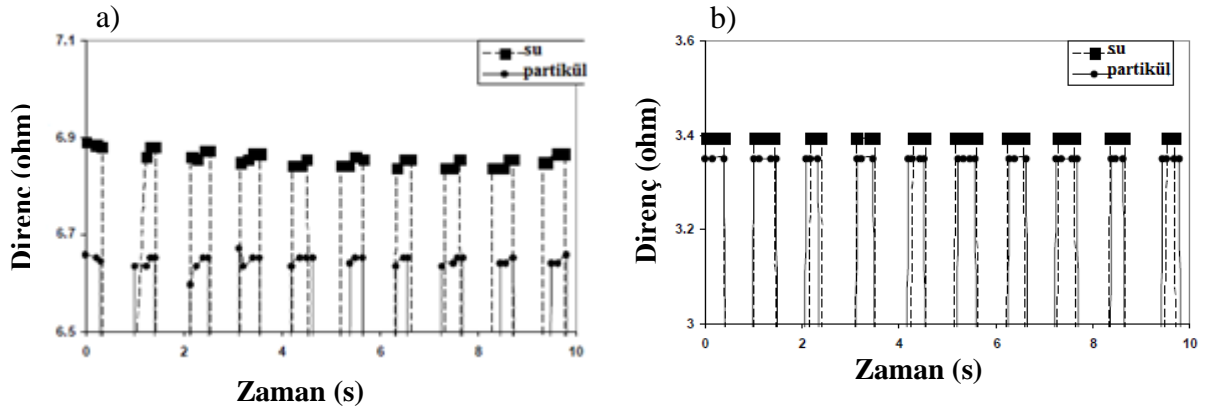 a)
7.1
6.9
6.7
6.5
su
partikül
0 2 4 6 8 10
Direnç (ohm)
Zaman (s)
b)
3.6
3.4
3.2
3
su
partikül
0 2 4 6 8 10
Direnç (ohm)
Zaman (s)